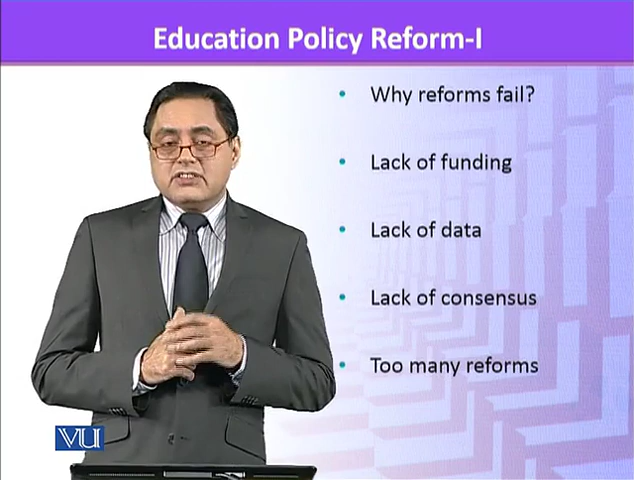 Education Policy Reform-I
Why reforms fail?
Lack of funding
Lack of data
Lack of consensus
Too many reforms
VU